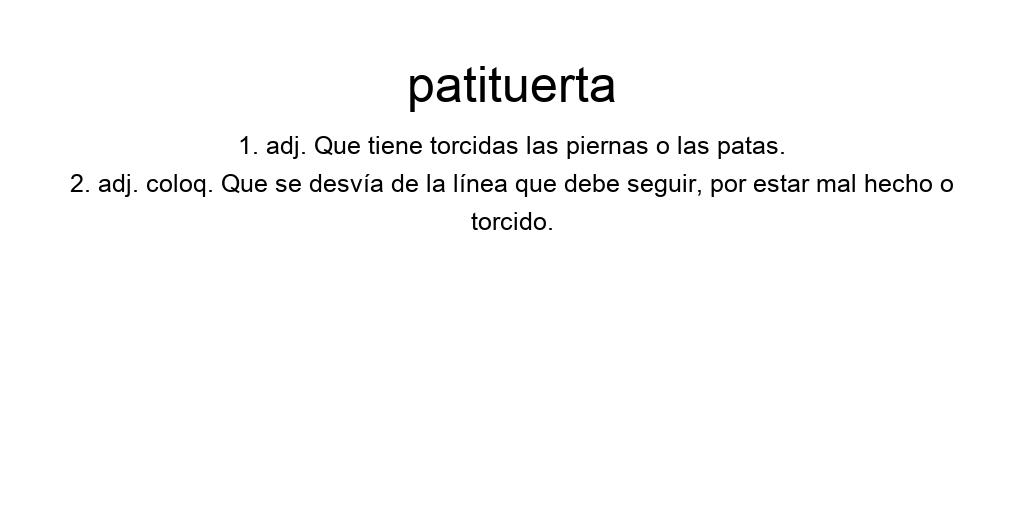 patituerta
1. adj. Que tiene torcidas las piernas o las patas.
2. adj. coloq. Que se desvía de la línea que debe seguir, por estar mal hecho o
torcido.